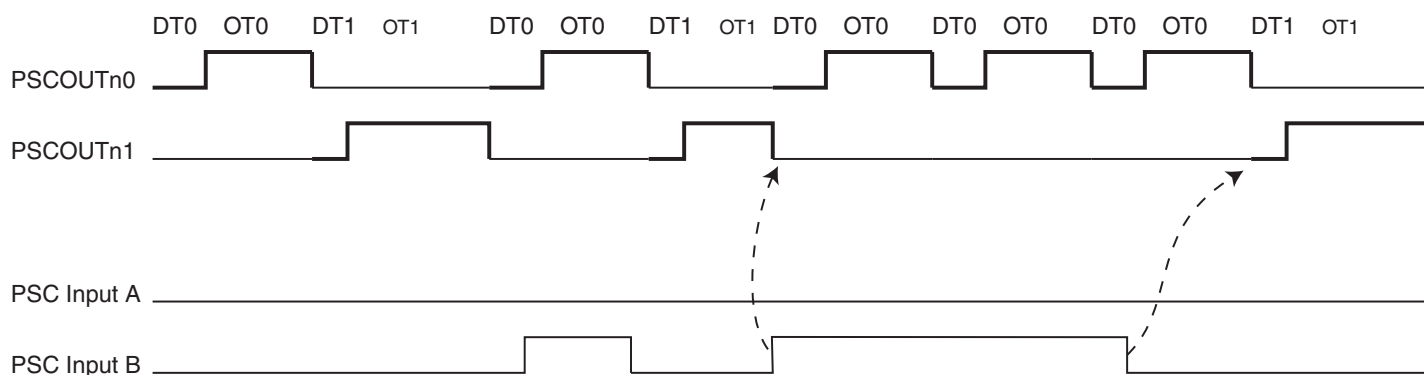 DT0 OT0 DT1 OT1 DT0 OT0 DT1 OT1 DT0 OT0 DT0 OT0 DT0 OT0 DT1 OT1
PSCOUTn0
PSCOUTn1
PSC Input A
PSC Input B